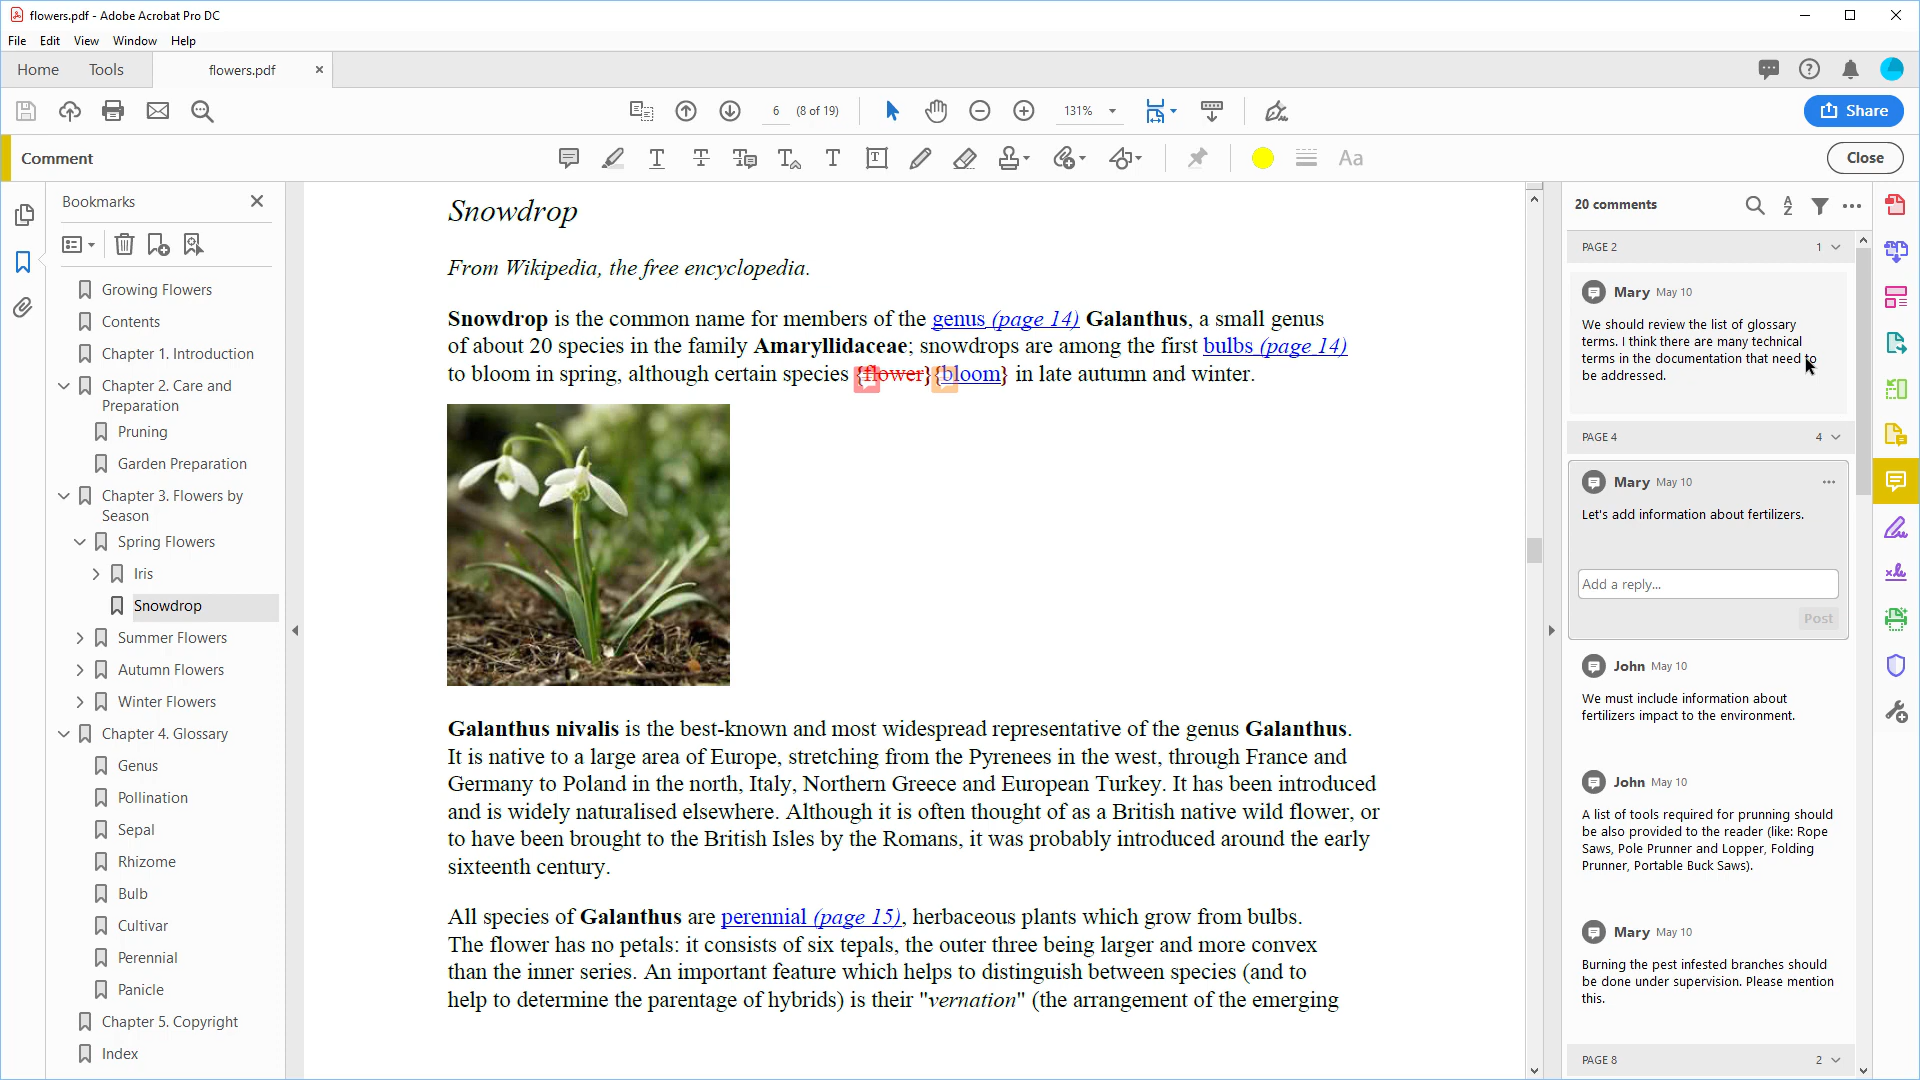 flowers.pdf - Adobe Acrobat Pro DC
File Edit View Window Help
Home Tools flowers.pdf
6 (8 of 19) 131% Share
Comment
T T T T T T Aa Close
Bookmarks
Growing Flowers
Contents
Chapter 1. Introduction
Chapter 2. Care and
Preparation
Pruning
Garden Preparation
Chapter 3. Flowers by
Season
Spring Flowers
Iris
Snowdrop
Summer Flowers
Autumn Flowers
Winter Flowers
Chapter 4. Glossary
Genus
Pollination
Sepal
Rhizome
Bulb
Cultivar
Perennial
Panicle
Chapter 5. Copyright
Index
Snowdrop
From Wikipedia, the free encyclopedia.
Snowdrop is the common name for members of the genus (page 14) Galanthus, a small genus
of about 20 species in the family Amaryllidaceae; snowdrops are among the first bulbs (page 14)
to bloom in spring, although certain species {flower}{bloom} in late autumn and winter.
Galanthus nivalis is the best-known and most widespread representative of the genus Galanthus.
It is native to a large area of Europe, stretching from the Pyrenees in the west, through France and
Germany to Poland in the north, Italy, Northern Greece and European Turkey. It has been introduced
and is widely naturalised elsewhere. Although it is often thought of as a British native wild flower, or
to have been brought to the British Isles by the Romans, it was probably introduced around the early
sixteenth century.
All species of Galanthus are perennial (page 15), herbaceous plants which grow from bulbs.
The flower has no petals: it consists of six tepals, the outer three being larger and more convex
than the inner series. An important feature which helps to distinguish between species (and to
help to determine the parentage of hybrids) is their "vernation" (the arrangement of the emerging
20 comments
PAGE 2 1
Mary May 10
We should review the list of glossary
terms. I think there are many technical
terms in the documentation that need to
be addressed.
PAGE 4 4
Mary May 10
Let's add information about fertilizers.
Add a reply...
Post
John May 10
We must include information about
fertilizers impact to the environment.
John May 10
A list of tools required for prunning should
be also provided to the reader (like: Rope
Saws, Pole Prunner and Lopper, Folding
Prunner, Portable Buck Saws).
Mary May 10
Burning the pest infested branches should
be done under supervision. Please mention
this.
PAGE 8 2